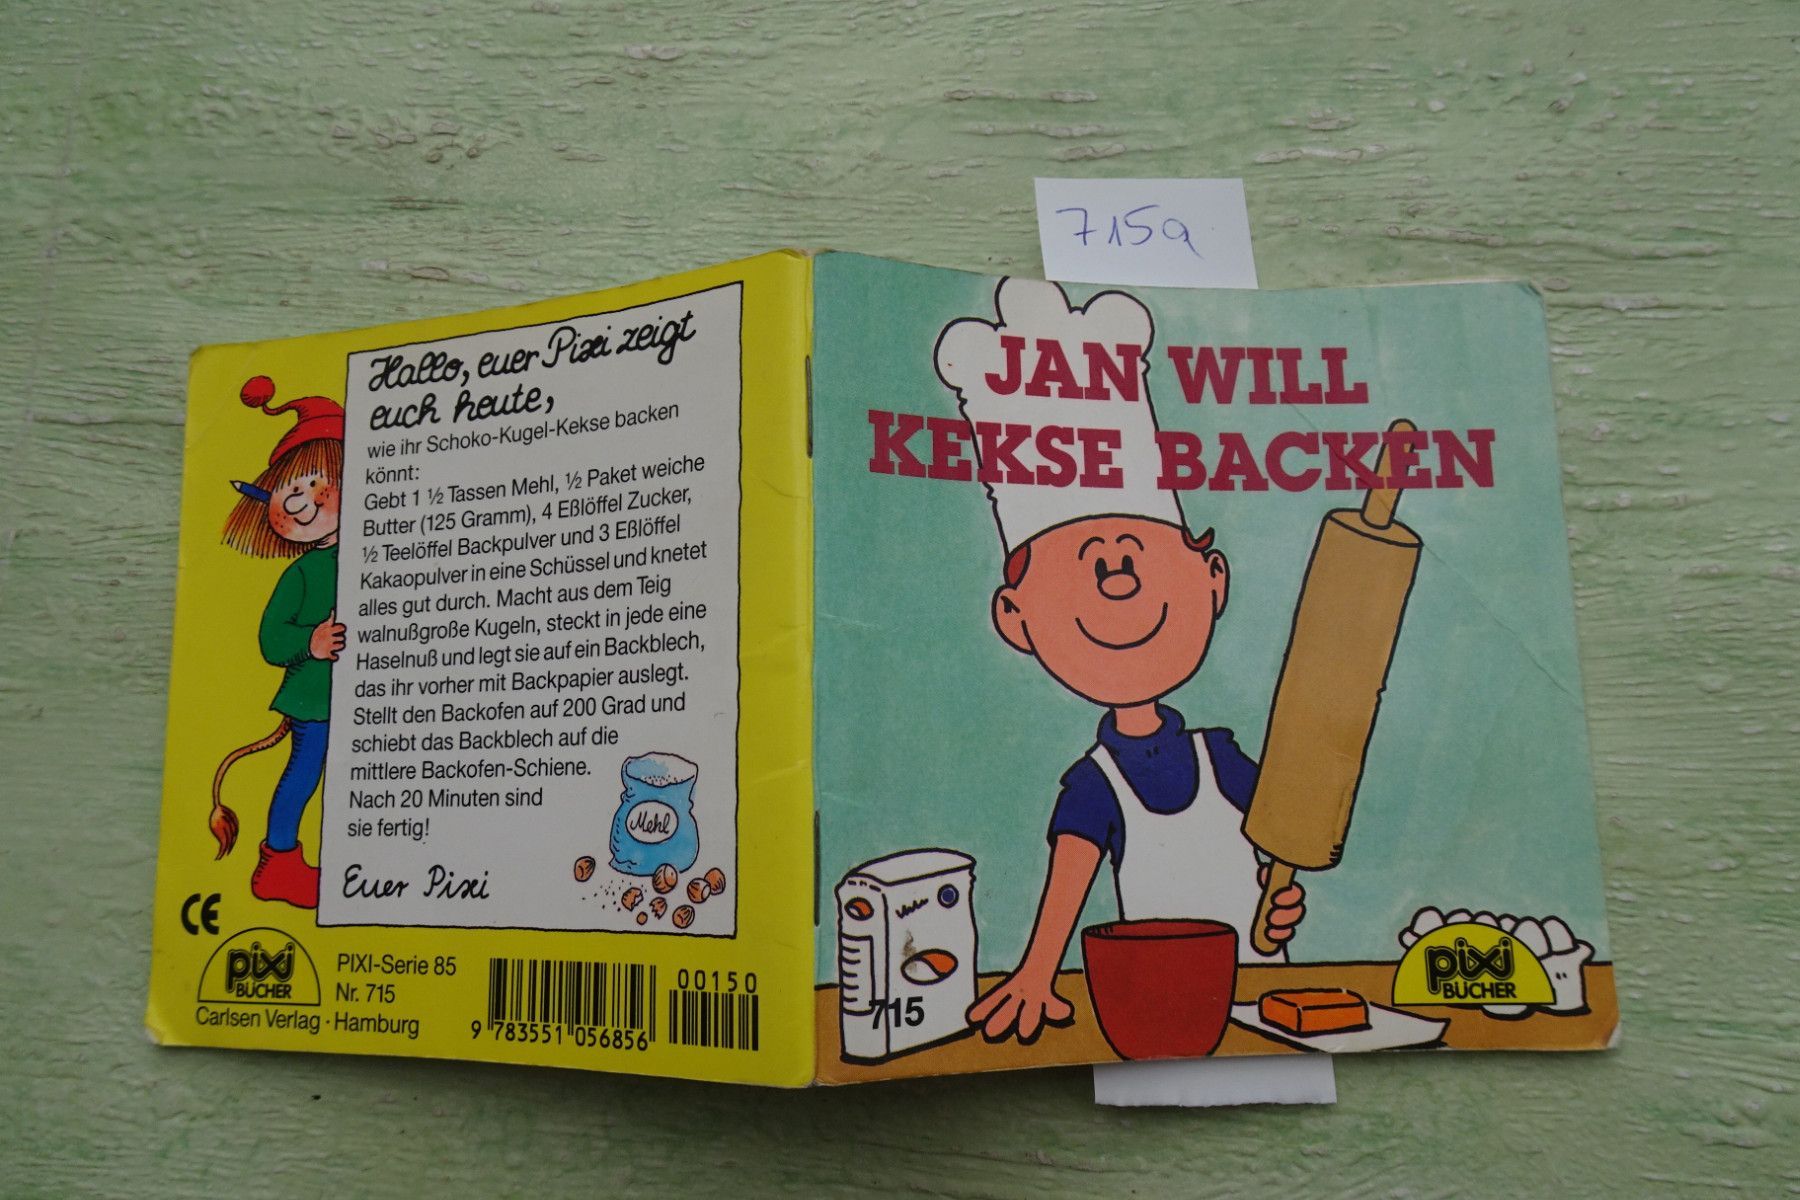 7159
Hallo, euer Pixi zeigt
euch heute,
wie ihr Schoko-Kugel-Kekse backen
könnt:
Gebt 1 ½ Tassen Mehl, ½ Paket weiche
Butter (125 Gramm), 4 Eßlöffel Zucker,
½ Teelöffel Backpulver und 3 Eßlöffel
Kakaopulver in eine Schüssel und knetet
alles gut durch. Macht aus dem Teig
walnußgroße Kugeln, steckt in jede eine
Haselnuß und legt sie auf ein Backblech,
das ihr vorher mit Backpapier auslegt.
Stellt den Backofen auf 200 Grad und
schiebt das Backblech auf die
mittlere Backofen-Schiene.
Nach 20 Minuten sind
sie fertig!
Euer Pixi
Mehl
CE
pixi
BÜCHER
PIXI-Serie 85
Nr. 715
Carlsen Verlag · Hamburg
9 783551 056856
00150
JAN WILL
KEKSE BACKEN
715
pixi
BÜCHER